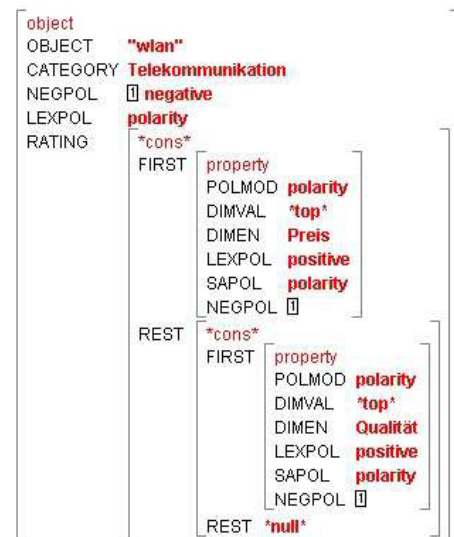 object
OBJECT "wlan"
CATEGORY Telekommunikation
NEGPOL 1 negative
LEXPOL polarity
RATING *cons*
FIRST property
POLMOD polarity
DIMVAL *top*
DIMEN Preis
LEXPOL positive
SAPOL polarity
NEGPOL 1
REST *cons*
FIRST property
POLMOD polarity
DIMVAL *top*
DIMEN Qualität
LEXPOL positive
SAPOL polarity
NEGPOL 1
REST *null*